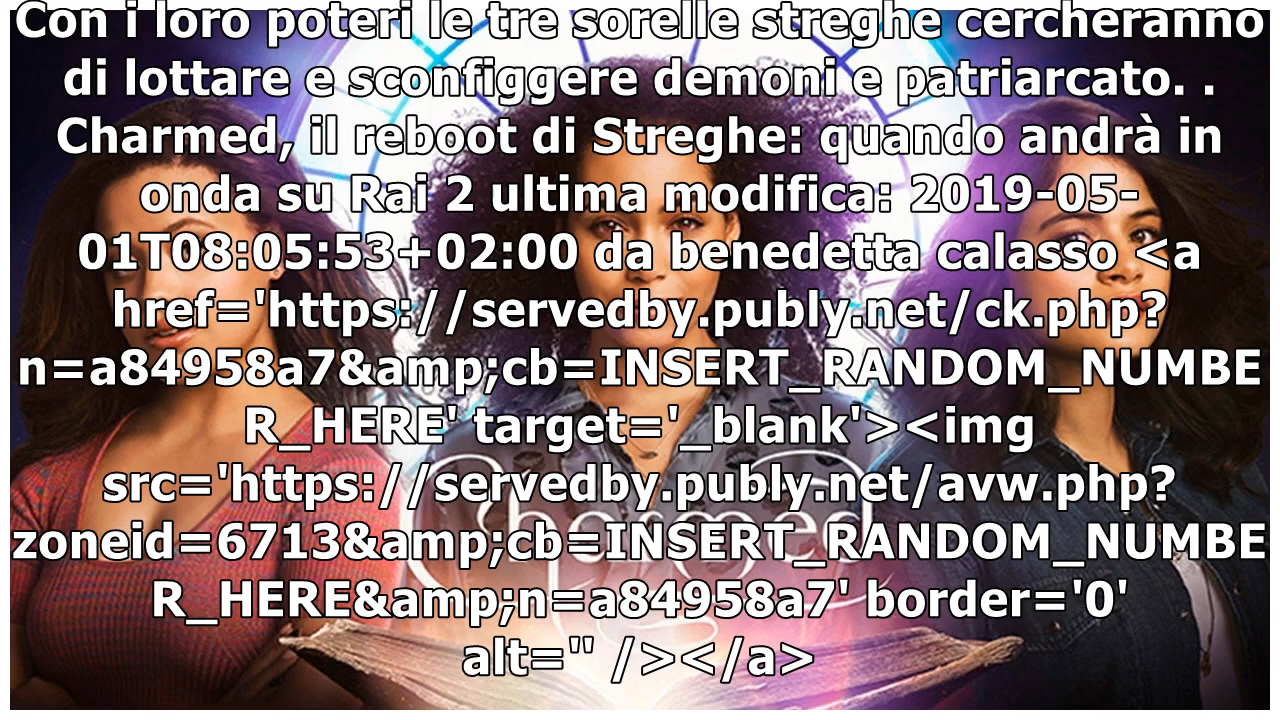 Con i loro poteri le tre sorelle streghe cercheranno
di lottare e sconfiggere demoni e patriarcato. .
Charmed, il reboot di Streghe: quando andrà in
onda su Rai 2 ultima modifica: 2019-05-
01T08:05:53+02:00 da benedetta calasso <a
href='https://servedby.publy.net/ck.php?
n=a84958a7&amp;cb=INSERT_RANDOM_NUMBE
R_HERE' target='_blank'><img
src='https://servedby.publy.net/avw.php?
zoneid=6713&amp;cb=INSERT_RANDOM_NUMBE
R_HERE&amp;n=a84958a7' border='0'
alt='' /></a>
Charmed